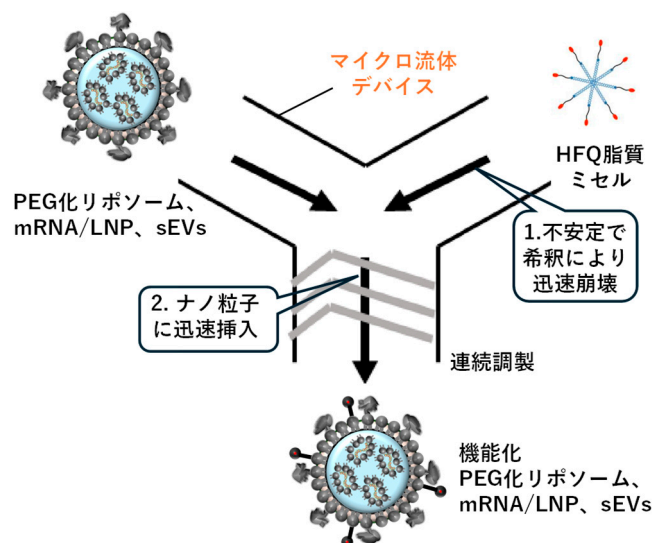 マイクロ流体
デバイス
PEG化リポソーム、
mRNA/LNP、sEVs
HFQ脂質
ミセル
1.不安定で
希釈により
迅速崩壊
2. ナノ粒子
に迅速挿入
連続調製
機能化
PEG化リポソーム、
mRNA/LNP、sEVs